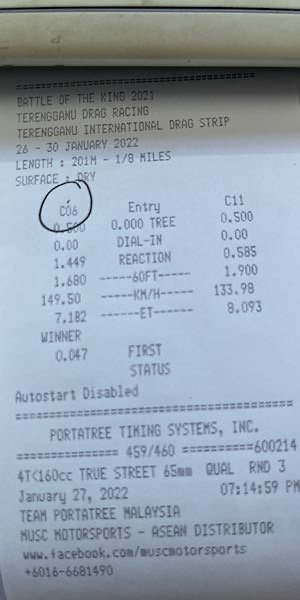 ==========================================
BATTLE OF THE KING 2021
TERENGGANU DRAG RACING
TERENGGANU INTERNATIONAL DRAG STRIP
26 - 30 JANUARY 2022
LENGTH : 201M - 1/8 MILES
SURFACE : DRY
C06 Entry C11
0.500 0.000 TREE 0.500
0.00 DIAL-IN 0.00
1.449 REACTION 0.585
1.680 -----60FT----- 1.900
149.50 -----KM/H----- 133.98
7.182 ------ET------ 8.093
WINNER
0.047 FIRST
STATUS
Autostart Disabled
==========================================
PORTATREE TIMING SYSTEMS, INC.
=============== 459/460 ==========600214
4T<160cc TRUE STREET 65mm QUAL RND 3
January 27, 2022 07:14:59 PM
TEAM PORTATREE MALAYSIA
MUSC MOTORSPORTS - ASEAN DISTRIBUTOR
www.facebook.com/muscmotorsports
+6016-6681490